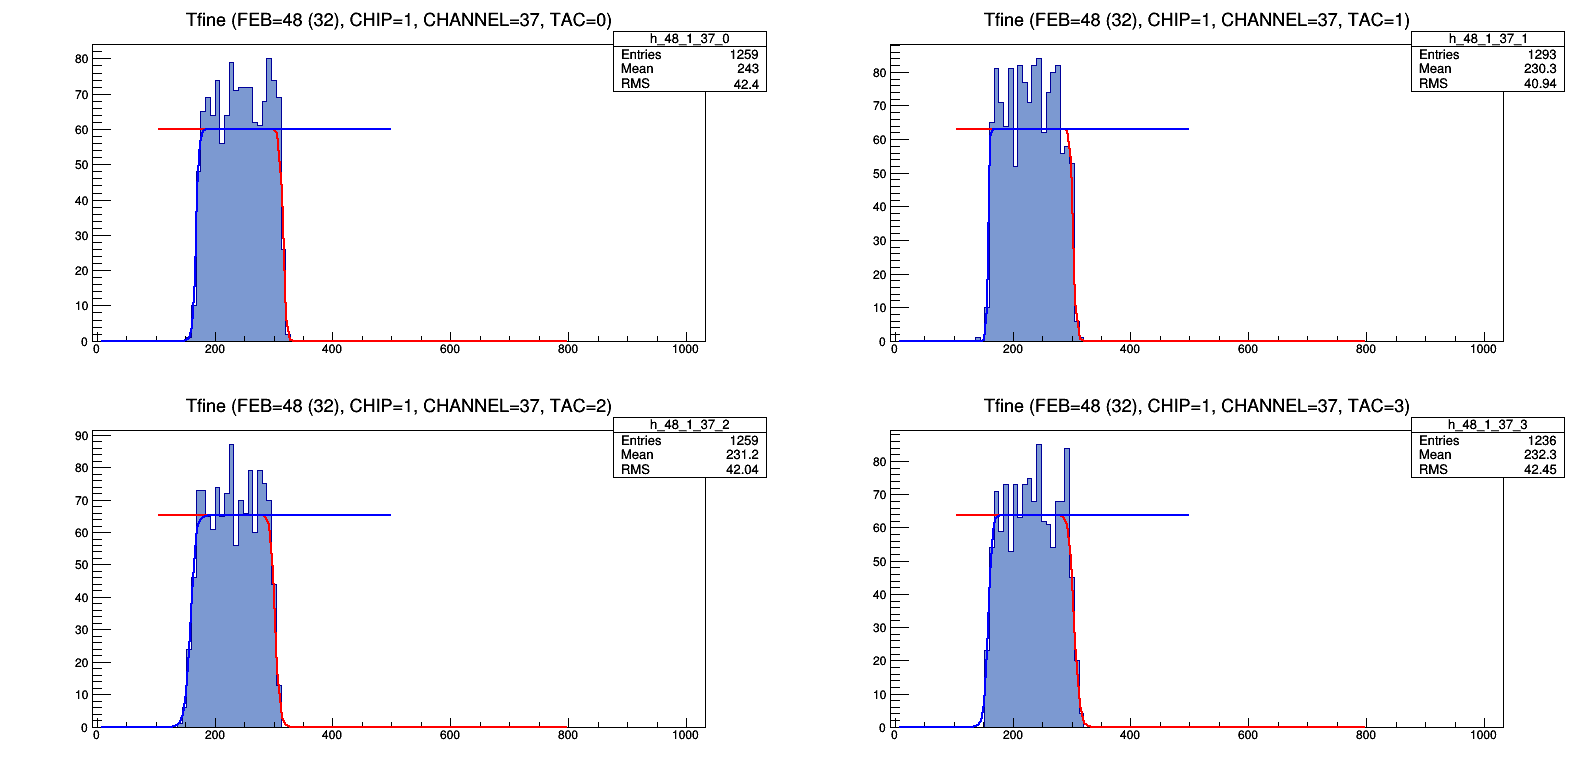 Tfine (FEB=48 (32), CHIP=1, CHANNEL=37, TAC=0)
h_48_1_37_0
Entries 1259
Mean 243
RMS 42.4
80
70
60
50
40
30
20
10
0
0 200 400 600 800 1000
Tfine (FEB=48 (32), CHIP=1, CHANNEL=37, TAC=1)
h_48_1_37_1
Entries 1293
Mean 230.3
RMS 40.94
80
70
60
50
40
30
20
10
0
0 200 400 600 800 1000
Tfine (FEB=48 (32), CHIP=1, CHANNEL=37, TAC=2)
h_48_1_37_2
Entries 1259
Mean 231.2
RMS 42.04
90
80
70
60
50
40
30
20
10
0
0 200 400 600 800 1000
Tfine (FEB=48 (32), CHIP=1, CHANNEL=37, TAC=3)
h_48_1_37_3
Entries 1236
Mean 232.3
RMS 42.45
80
70
60
50
40
30
20
10
0
0 200 400 600 800 1000